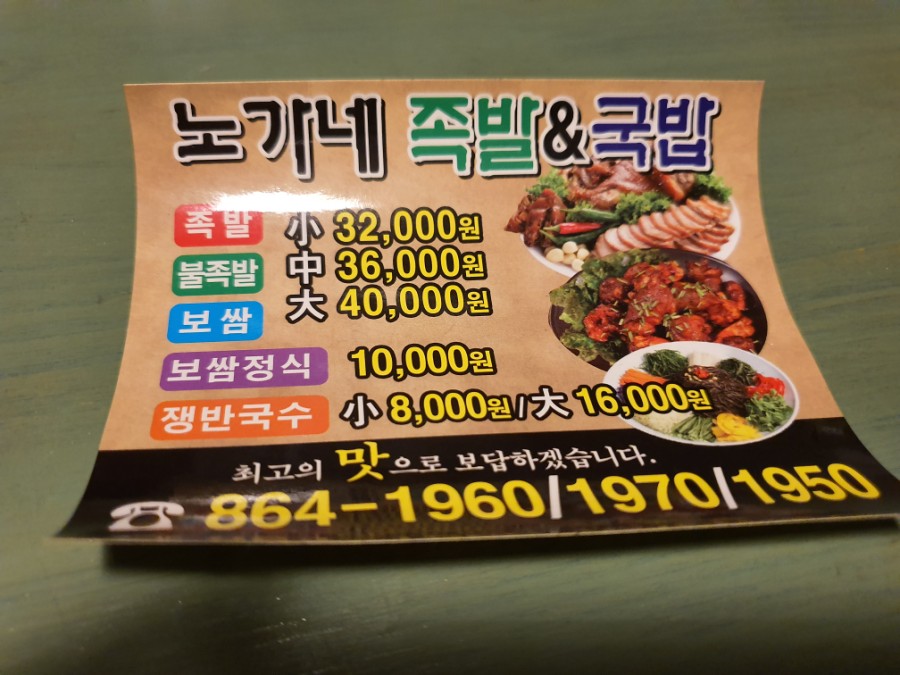 노가네 족발&국밥
족발 小 32,000원
불족발 中 36,000원
보쌈 大 40,000원
보쌈정식 10,000원
쟁반국수 小 8,000원/大 16,000원
최고의 맛으로 보답하겠습니다.
☎ 864-1960/1970/1950